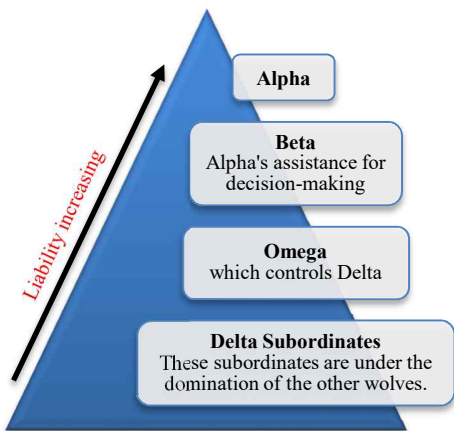 Alpha
Beta
Alpha's assistance for
decision-making
Liability increasing
Omega
which controls Delta
Delta Subordinates
These subordinates are under the
domination of the other wolves.